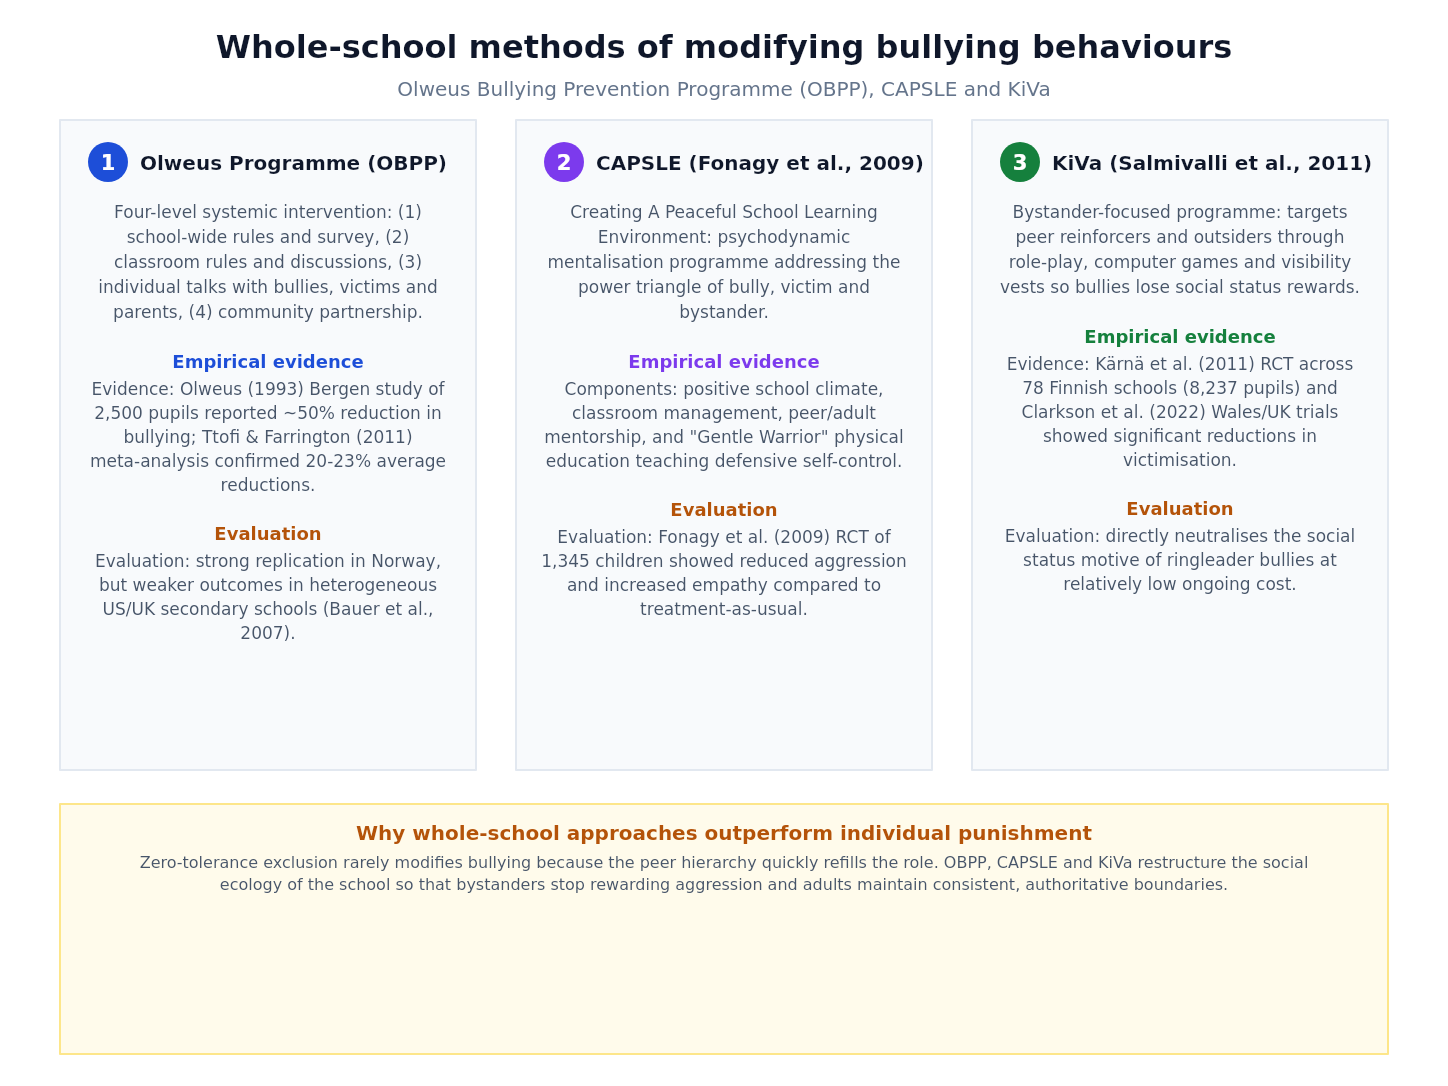 Whole-school methods of modifying bullying behaviours
Olweus Bullying Prevention Programme (OBPP), CAPSLE and KiVa
1
Olweus Programme (OBPP)
Four-level systemic intervention: (1)
school-wide rules and survey, (2)
classroom rules and discussions, (3)
individual talks with bullies, victims and
parents, (4) community partnership.
Empirical evidence
Evidence: Olweus (1993) Bergen study of
2,500 pupils reported ~50% reduction in
bullying; Ttofi & Farrington (2011)
meta-analysis confirmed 20-23% average
reductions.
Evaluation
Evaluation: strong replication in Norway,
but weaker outcomes in heterogeneous
US/UK secondary schools (Bauer et al.,
2007).
2
CAPSLE (Fonagy et al., 2009)
Creating A Peaceful School Learning
Environment: psychodynamic
mentalisation programme addressing the
power triangle of bully, victim and
bystander.
Empirical evidence
Components: positive school climate,
classroom management, peer/adult
mentorship, and "Gentle Warrior" physical
education teaching defensive self-control.
Evaluation
Evaluation: Fonagy et al. (2009) RCT of
1,345 children showed reduced aggression
and increased empathy compared to
treatment-as-usual.
3
KiVa (Salmivalli et al., 2011)
Bystander-focused programme: targets
peer reinforcers and outsiders through
role-play, computer games and visibility
vests so bullies lose social status rewards.
Empirical evidence
Evidence: Kärnä et al. (2011) RCT across
78 Finnish schools (8,237 pupils) and
Clarkson et al. (2022) Wales/UK trials
showed significant reductions in
victimisation.
Evaluation
Evaluation: directly neutralises the social
status motive of ringleader bullies at
relatively low ongoing cost.
Why whole-school approaches outperform individual punishment
Zero-tolerance exclusion rarely modifies bullying because the peer hierarchy quickly refills the role. OBPP, CAPSLE and KiVa restructure the social
ecology of the school so that bystanders stop rewarding aggression and adults maintain consistent, authoritative boundaries.